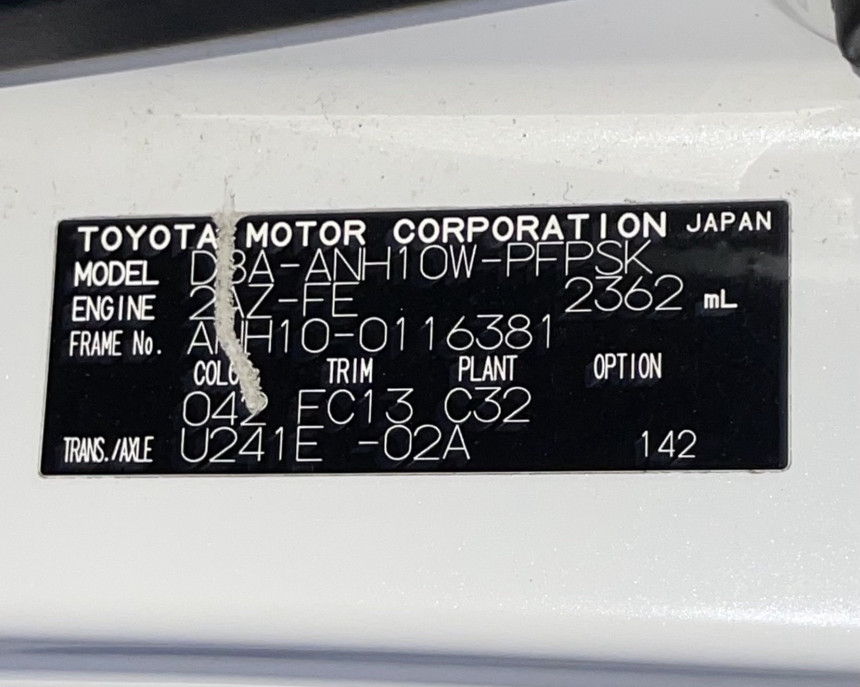 TOYOTA MOTOR CORPORATION JAPAN
MODEL DBA-ANH10W-PFPSK
ENGINE 2AZ-FE 2362 mL
FRAME No. ANH10-0116381
COLOR TRIM PLANT OPTION
042 FC13 C32
TRANS./AXLE U241E -02A 142